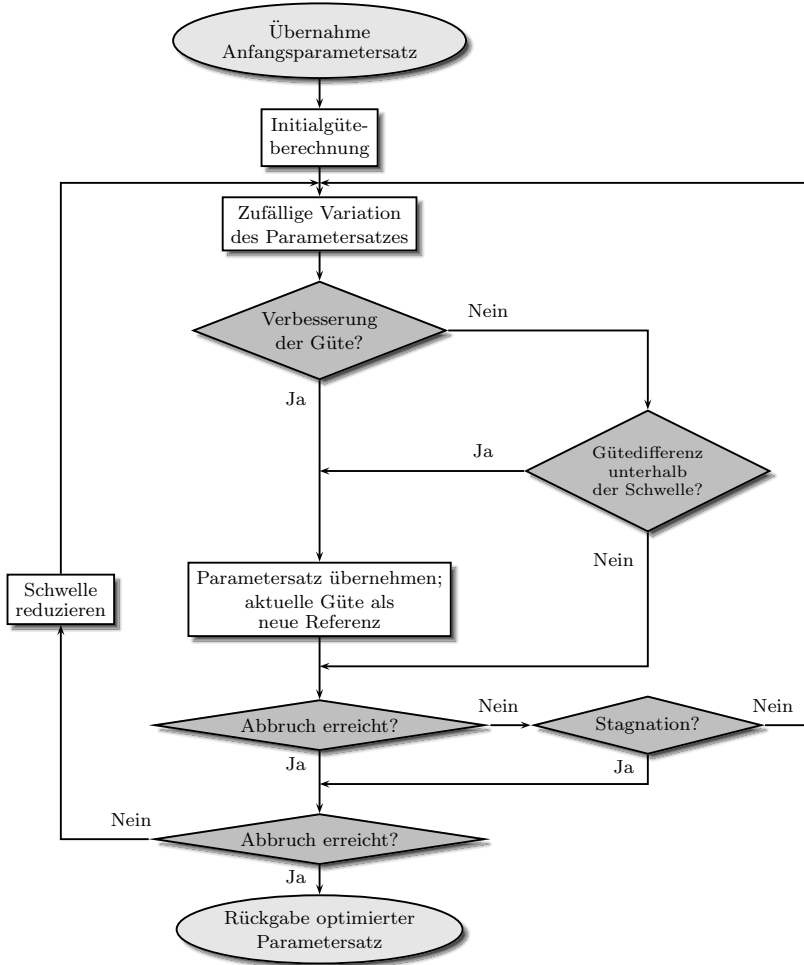 Übernahme
Anfangsparametersatz
Initialgüte-
berechnung
Zufällige Variation
des Parametersatzes
Verbesserung
der Güte?
Nein
Ja
Gütedifferenz
unterhalb
der Schwelle?
Ja
Nein
Schwelle
reduzieren
Parametersatz übernehmen;
aktuelle Güte als
neue Referenz
Abbruch erreicht?
Nein
Stagnation?
Nein
Ja
Ja
Nein
Abbruch erreicht?
Ja
Rückgabe optimierter
Parametersatz